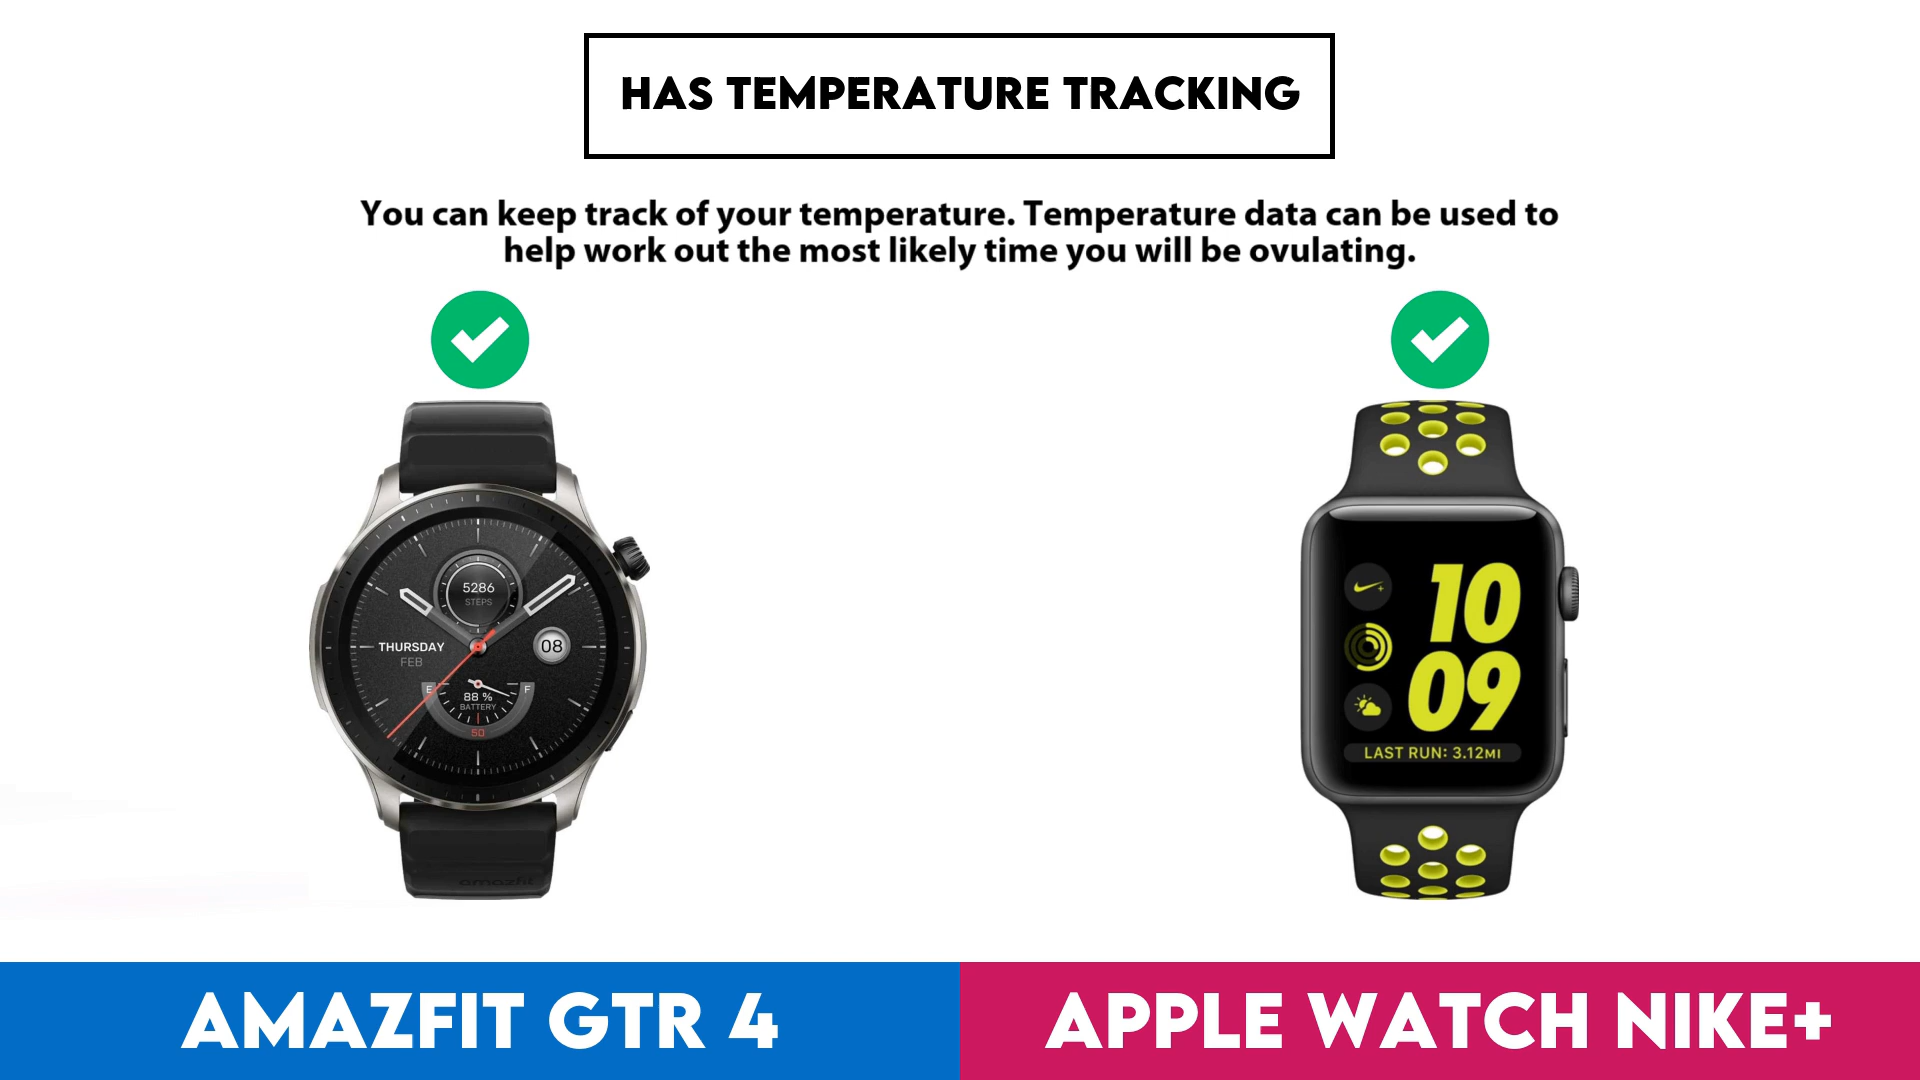 HAS TEMPERATURE TRACKING
You can keep track of your temperature. Temperature data can be used to
help work out the most likely time you will be ovulating.
5286
STEPS
THURSDAY
FEB
08
E
F
88 %
BATTERY
50
amazfit
10
09
LAST RUN: 3.12MI
AMAZFIT GTR 4
APPLE WATCH NIKE+